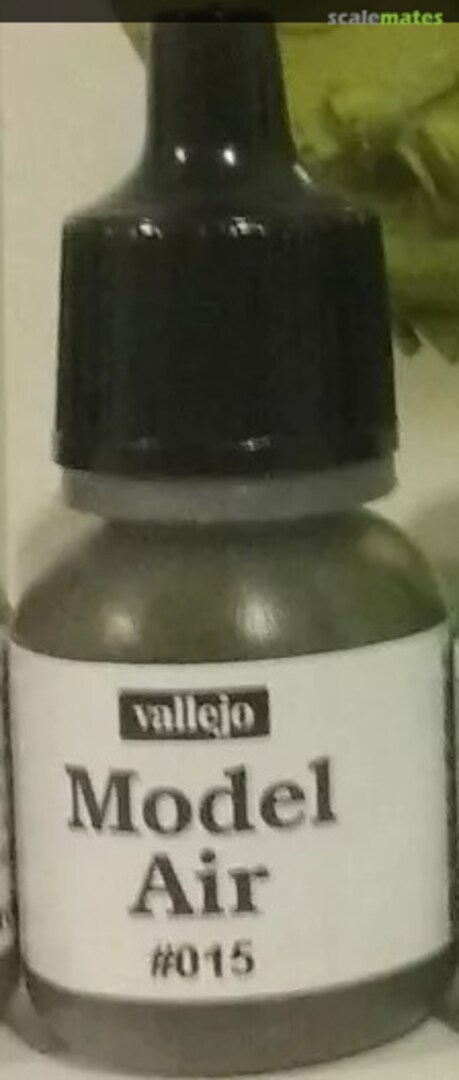 scalemates
vallejo
Model
Air
#015